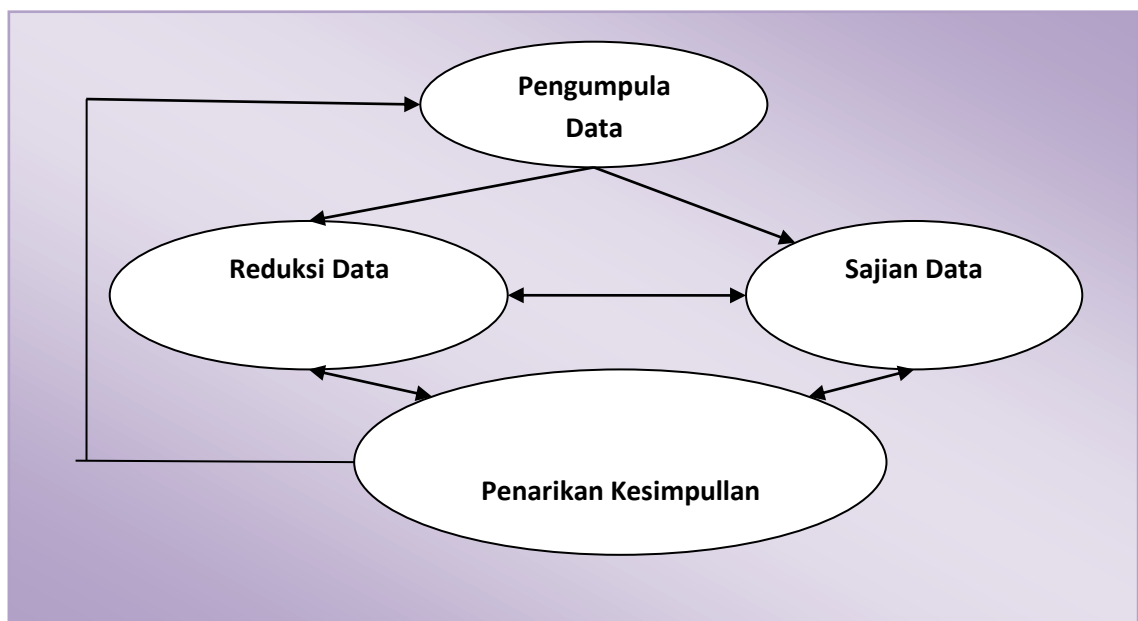 Pengumpula
Data
Reduksi Data
Sajian Data
Penarikan Kesimpullan